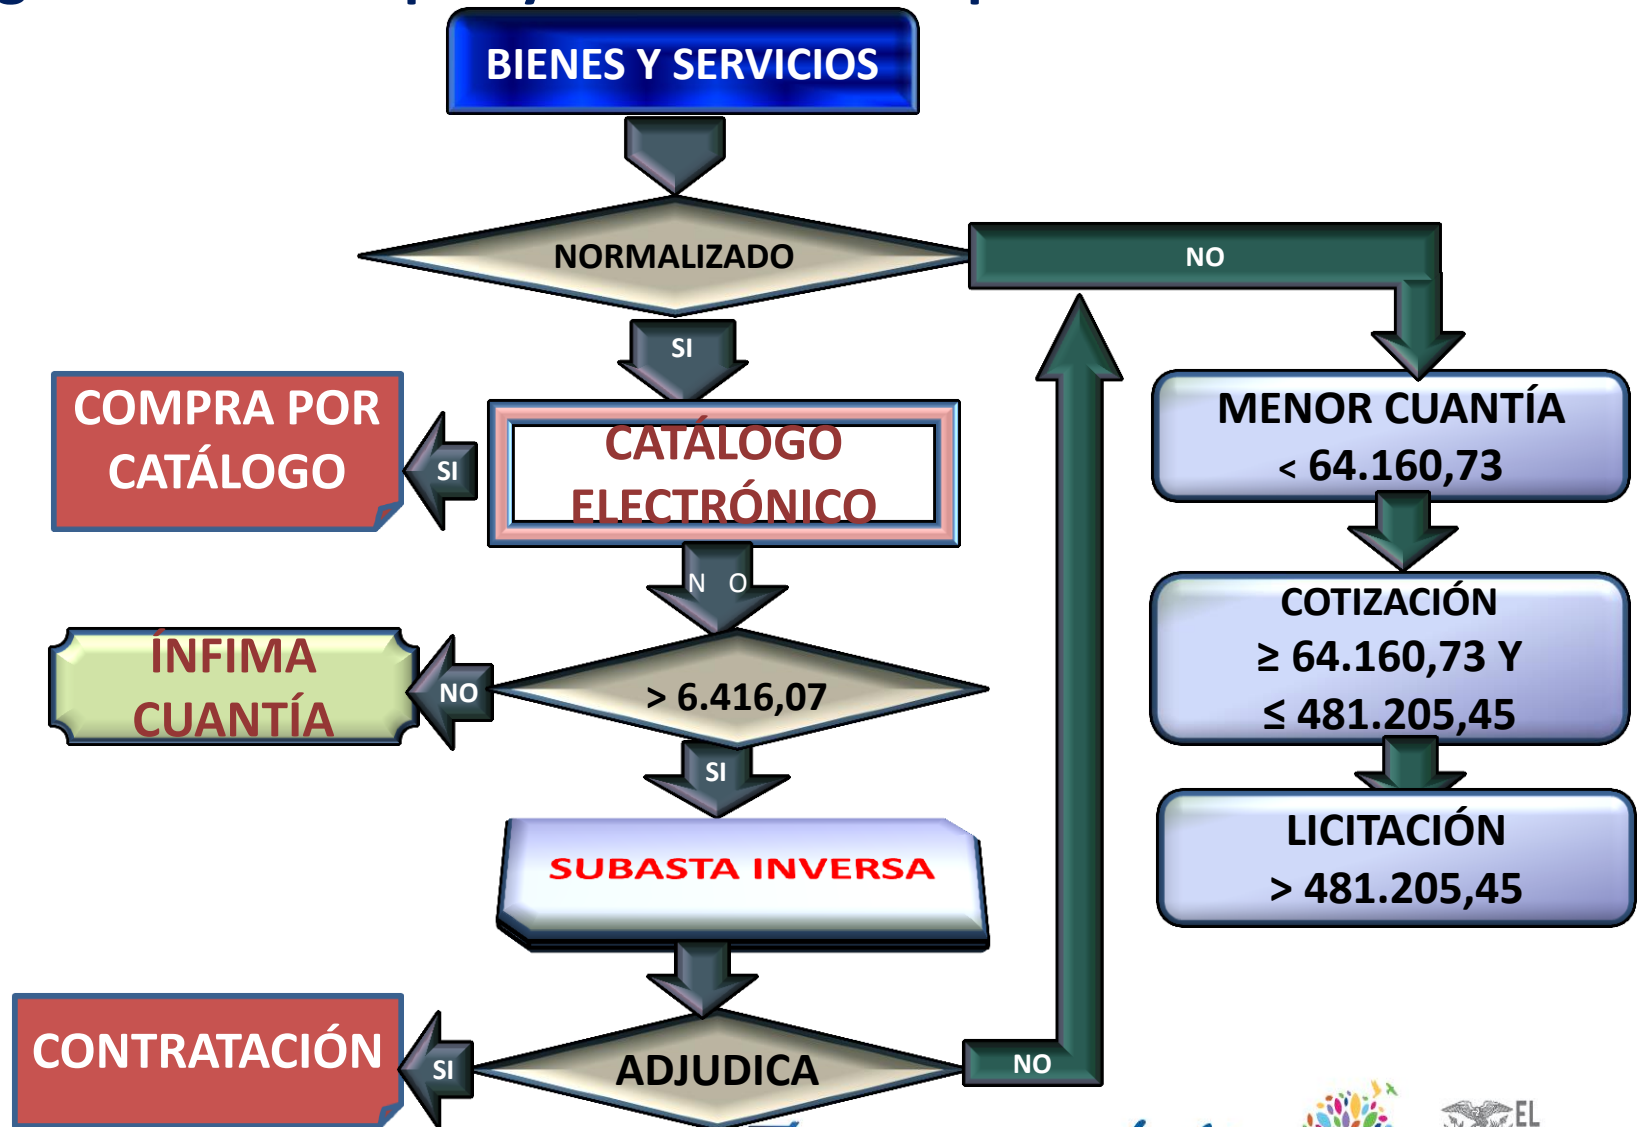 BIENES Y SERVICIOS
NORMALIZADO
NO
SI
COMPRA POR
CATÁLOGO
SI
CATÁLOGO
ELECTRÓNICO
MENOR CUANTÍA
< 64.160,73
N O
COTIZACIÓN
≥ 64.160,73 Y
≤ 481.205,45
ÍNFIMA
CUANTÍA
NO
> 6.416,07
SI
LICITACIÓN
> 481.205,45
SUBASTA INVERSA
CONTRATACIÓN
SI
ADJUDICA
NO
EL